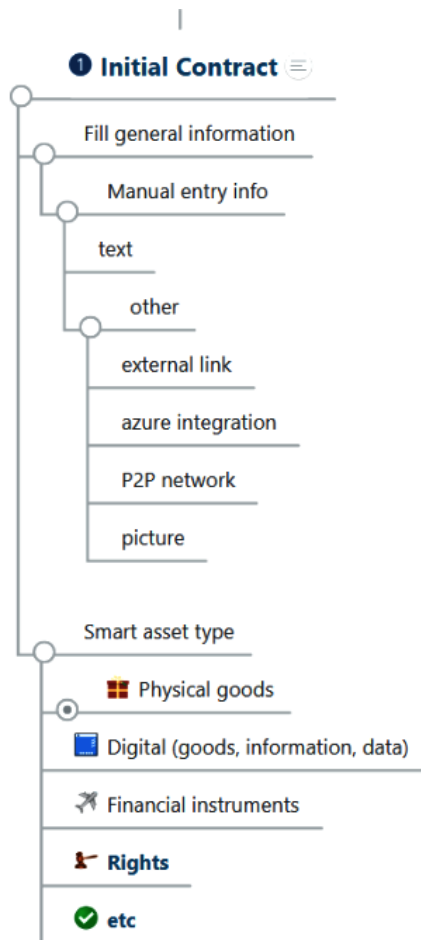 1 Initial Contract
Fill general information
Manual entry info
text
other
external link
azure integration
P2P network
picture
Smart asset type
Physical goods
Digital (goods, information, data)
Financial instruments
Rights
etc